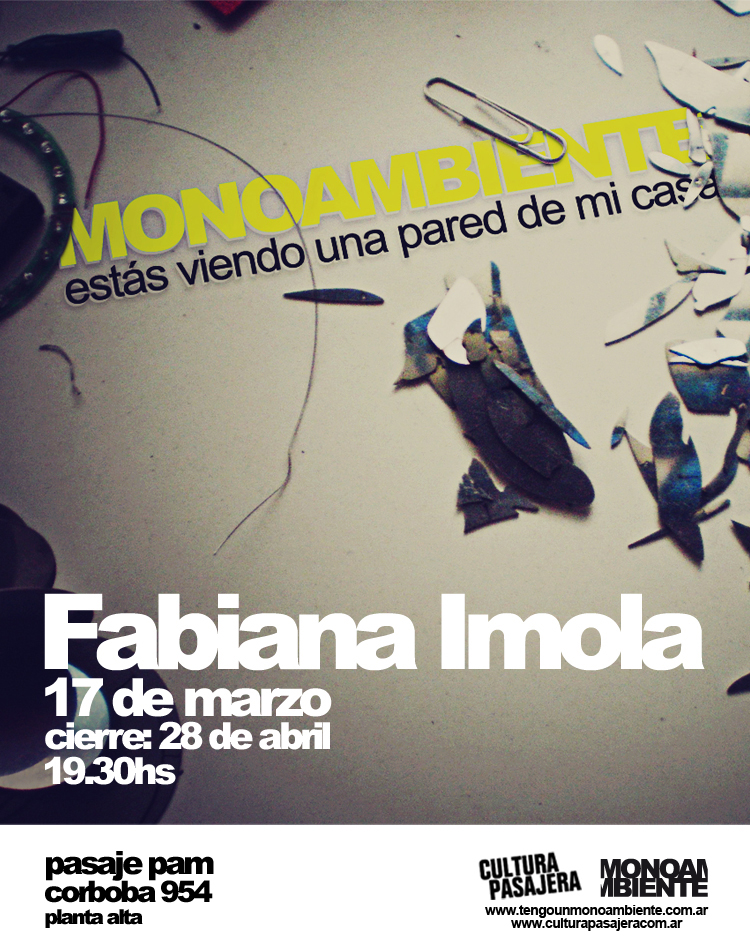 MONOAMBIENTE:
estás viendo una pared de mi casa
Fabiana Imola
17 de marzo
cierre: 28 de abril
19.30hs
pasaje pam
corboba 954
planta alta
CULTURA
PASAJERA
MONOAM
MBIENTE
www.tengounmonoambiente.com.ar
www.culturapasajeracom.ar